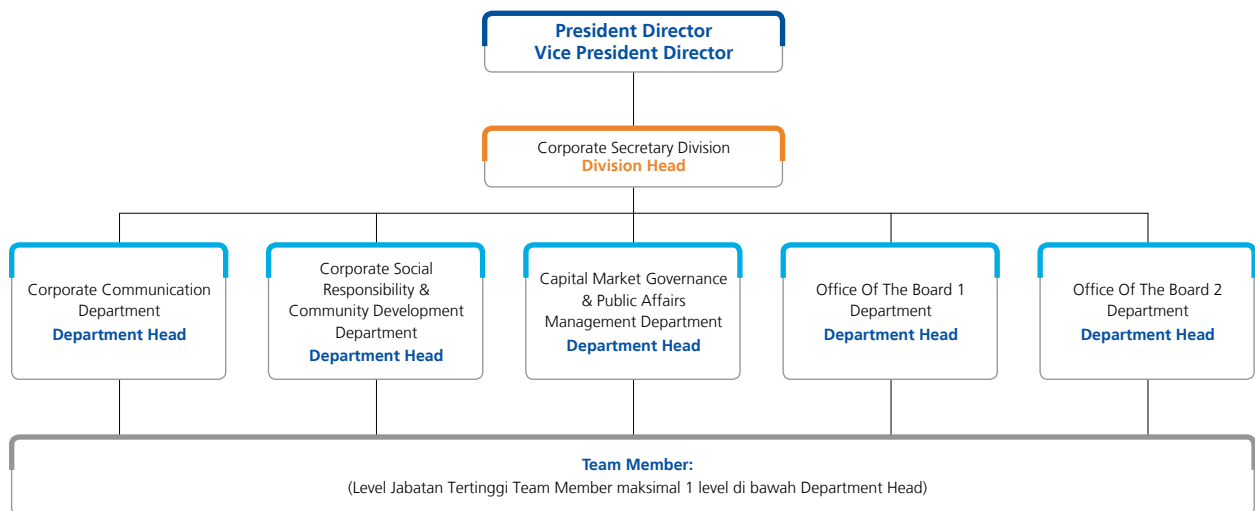 President Director
Vice President Director
Corporate Secretary Division
Division Head
Corporate Communication
Department
Department Head
Corporate Social
Responsibility &
Community Development
Department
Department Head
Capital Market Governance
& Public Affairs
Management Department
Department Head
Office Of The Board 1
Department
Department Head
Office Of The Board 2
Department
Department Head
Team Member:
(Level Jabatan Tertinggi Team Member maksimal 1 level di bawah Department Head)